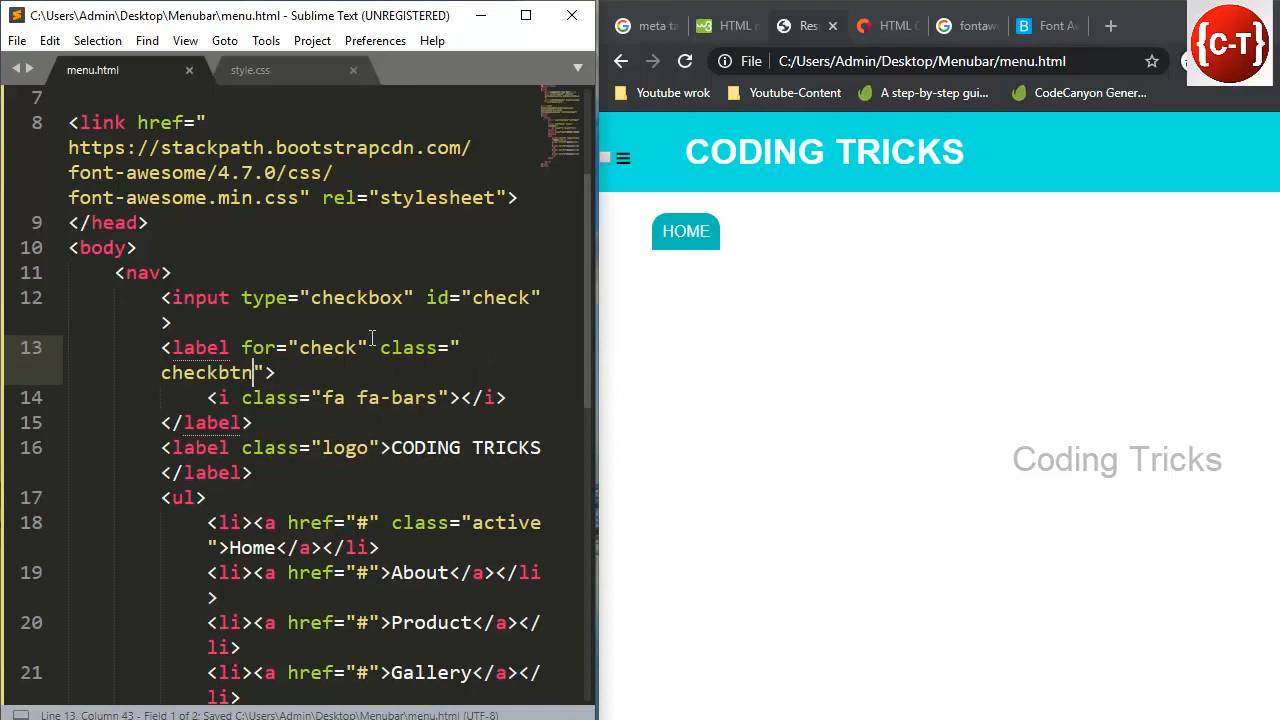 C:\Users\Admin\Desktop\Menubar\menu.html - Sublime Text (UNREGISTERED)
File Edit Selection Find View Goto Tools Project Preferences Help
menu.html style.css
7
8 <link href="
https://stackpath.bootstrapcdn.com/
font-awesome/4.7.0/css/
font-awesome.min.css" rel="stylesheet">
9 </head>
10 <body>
11 <nav>
12 <input type="checkbox" id="check"
>
13 <label for="check" class="
checkbtn">
14 <i class="fa fa-bars"></i>
15 </label>
16 <label class="logo">CODING TRICKS
</label>
17 <ul>
18 <li><a href="#" class="active
">Home</a></li>
19 <li><a href="#">About</a></li
>
20 <li><a href="#">Product</a></
li>
21 <li><a href="#">Gallery</a></
li>
Line 13, Column 43 - Field 1 of 2: Saved C:\Users\Admin\Desktop\Menubar\menu.html (UTF-8)
meta ta HTML Res HTML C fontaw Font Aw
File C:/Users/Admin/Desktop/Menubar/menu.html
Youtube wrok Youtube-Content A step-by-step gui... CodeCanyon Gener...
{C-T}
CODING TRICKS
HOME
Coding Tricks